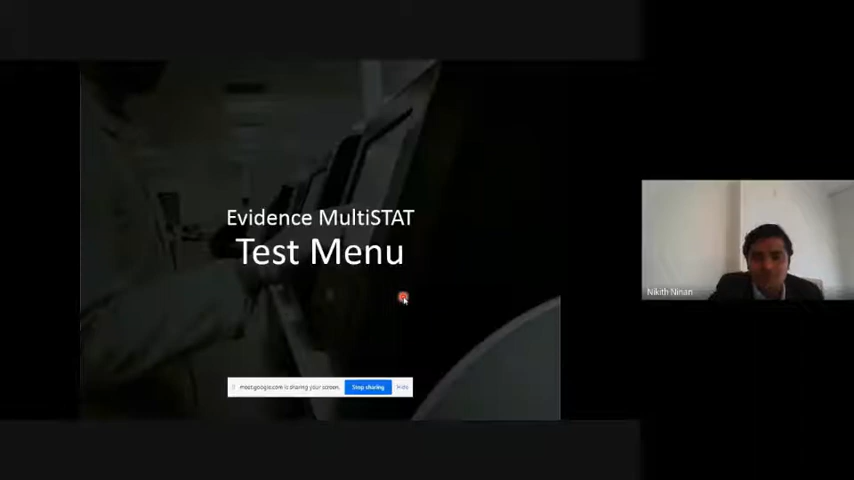 Evidence MultiSTAT
Test Menu
Nikith Ninan
meet.google.com is sharing your screen.
Stop sharing
Hide